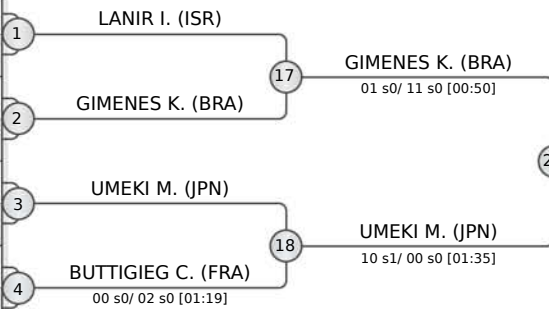 LANIR I. (ISR)
1
17
GIMENES K. (BRA)
01 s0/ 11 s0 [00:50]
GIMENES K. (BRA)
2
UMEKI M. (JPN)
3
18
UMEKI M. (JPN)
10 s1/ 00 s0 [01:35]
BUTTIGIEG C. (FRA)
4
00 s0/ 02 s0 [01:19]